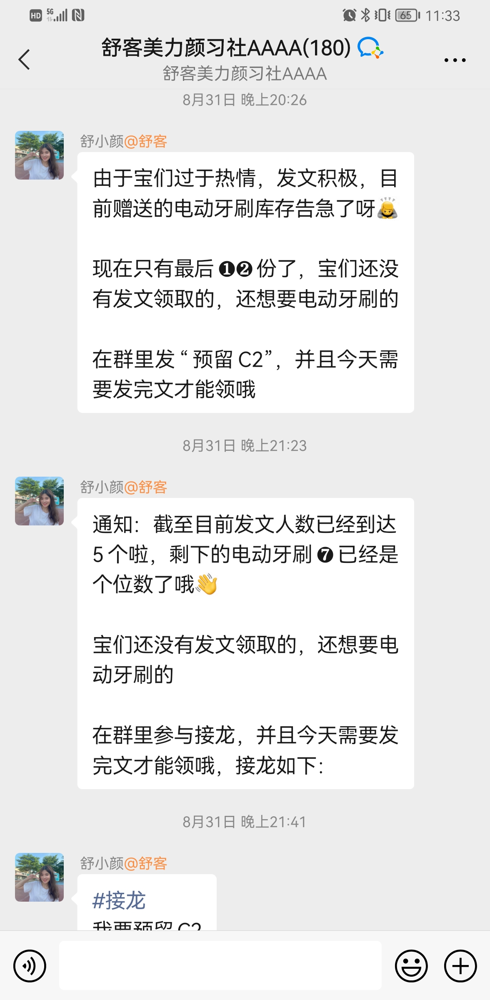 HD 5G 65 11:33
舒客美力颜习社AAAA(180)
舒客美力颜习社AAAA
8月31日 晚上20:26
舒小颜@舒客
由于宝们过于热情，发文积极，目
前赠送的电动牙刷库存告急了呀🙇
现在只有最后❶❷份了，宝们还没
有发文领取的，还想要电动牙刷的
在群里发“预留C2”，并且今天需
要发完文才能领哦
8月31日 晚上21:23
舒小颜@舒客
通知：截至目前发文人数已经到达
5个啦，剩下的电动牙刷❼已经是
个位数了哦👋
宝们还没有发文领取的，还想要电
动牙刷的
在群里参与接龙，并且今天需要发
完文才能领哦，接龙如下：
8月31日 晚上21:41
舒小颜@舒客
#接龙
我要预留C2